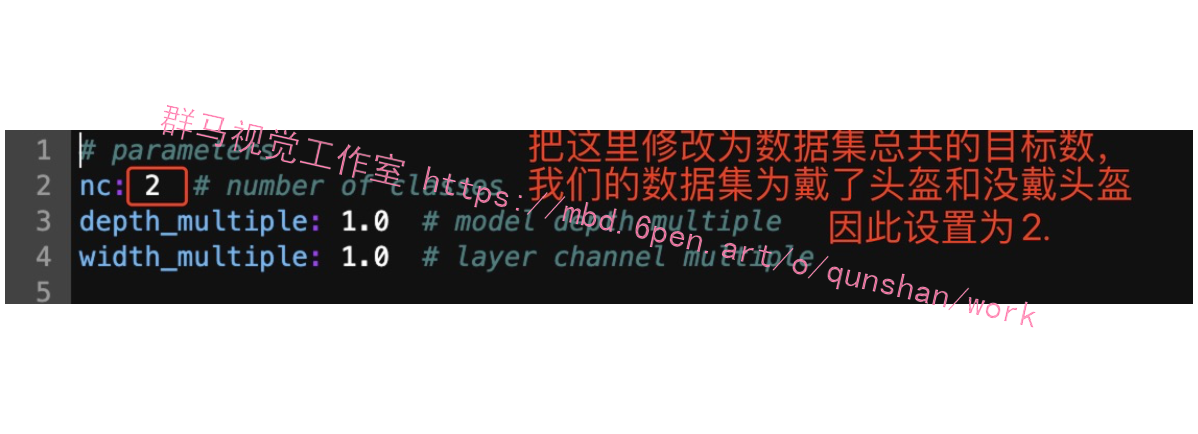 1 # parameters
2 nc: 2 # number of classes
3 depth_multiple: 1.0 # model depth multiple
4 width_multiple: 1.0 # layer channel multiple
5
把这里修改为数据集总共的目标数，
我们的数据集为戴了头盔和没戴头盔
因此设置为 2.
群马视觉工作室 https://mbd.6pen.art/o/qunshan/work